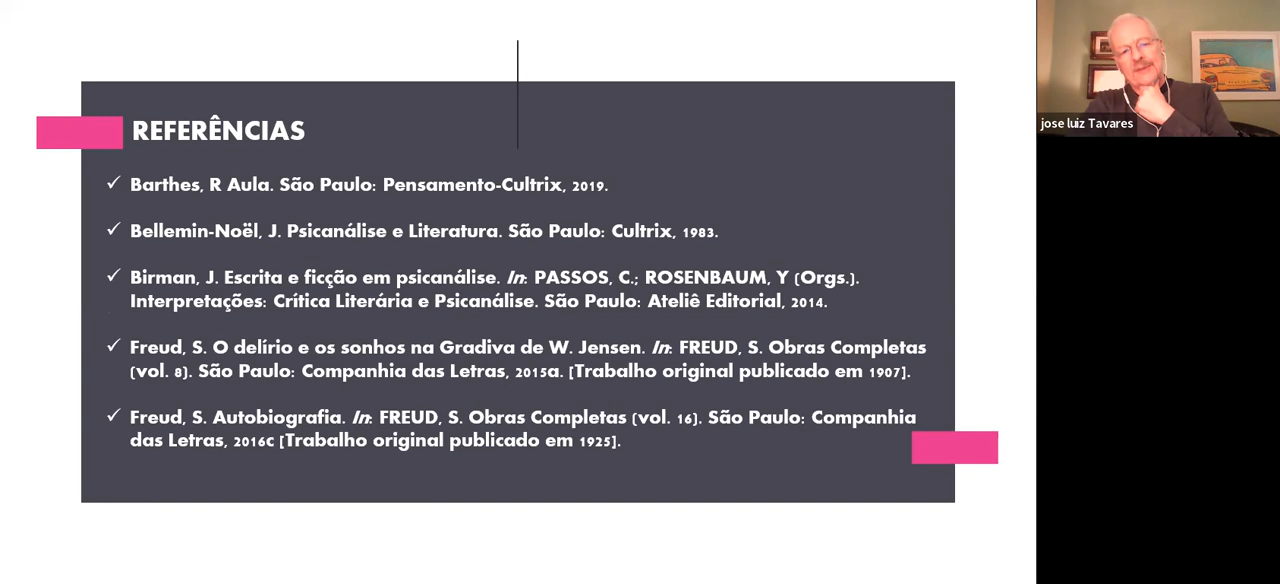 REFERÊNCIAS
✓ Barthes, R Aula. São Paulo: Pensamento-Cultrix, 2019.
✓ Bellemin-Noël, J. Psicanálise e Literatura. São Paulo: Cultrix, 1983.
✓ Birman, J. Escrita e ficção em psicanálise. In: PASSOS, C.; ROSENBAUM, Y (Orgs.).
Interpretações: Crítica Literária e Psicanálise. São Paulo: Ateliê Editorial, 2014.
✓ Freud, S. O delírio e os sonhos na Gradiva de W. Jensen. In: FREUD, S. Obras Completas
(vol. 8). São Paulo: Companhia das Letras, 2015a. [Trabalho original publicado em 1907].
✓ Freud, S. Autobiografia. In: FREUD, S. Obras Completas (vol. 16). São Paulo: Companhia
das Letras, 2016c [Trabalho original publicado em 1925].
jose luiz Tavares